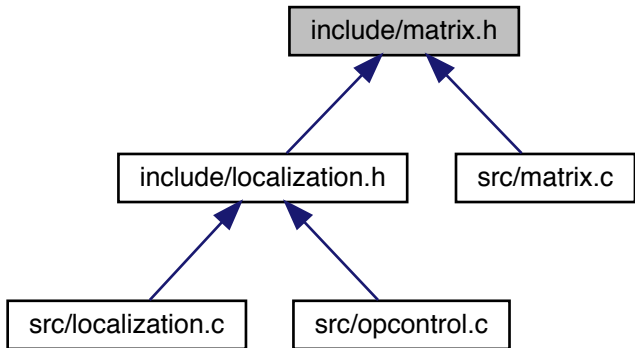 include/matrix.h
include/localization.h
src/matrix.c
src/localization.c
src/opcontrol.c